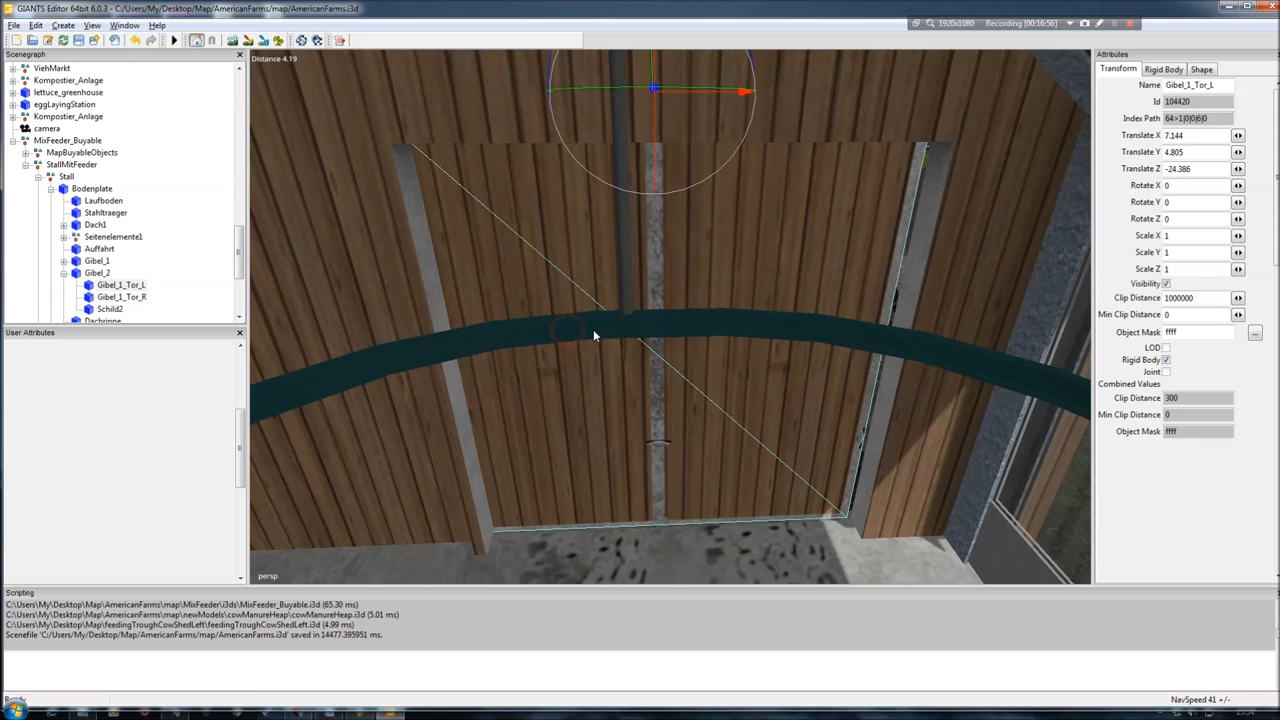 GIANTS Editor 64bit 6.0.3 - C:/Users/My/Desktop/Map/AmericanFarms/map/AmericanFarms.i3d
1920x1080 Recording [00:16:56]
File Edit Create View Window Help
Scenegraph
ViehMarkt
Kompostier_Anlage
lettuce_greenhouse
eggLayingStation
Kompostier_Anlage
camera
MixFeeder_Buyable
MapBuyableObjects
StallMitFeeder
Stall
Bodenplate
Laufboden
Stahltraeger
Dach1
Seitenelemente1
Auffahrt
Gibel_1
Gibel_2
Gibel_1_Tor_L
Gibel_1_Tor_R
Schild2
Dachrinne
User Attributes
Distance 4.19
persp
Attributes
Transform Rigid Body Shape
Name Gibel_1_Tor_L
Id 104420
Index Path 64>1|0|0|6|0
Translate X 7.144
Translate Y 4.805
Translate Z -24.386
Rotate X 0
Rotate Y 0
Rotate Z 0
Scale X 1
Scale Y 1
Scale Z 1
Visibility
Clip Distance 1000000
Min Clip Distance 0
Object Mask ffff ...
LOD
Rigid Body
Joint
Combined Values
Clip Distance 300
Min Clip Distance 0
Object Mask ffff
Scripting
C:\Users\My\Desktop\Map\AmericanFarms\map\MixFeeder\i3ds\MixFeeder_Buyable.i3d (65.30 ms)
C:\Users\My\Desktop\Map\AmericanFarms\map\newModels\cowManureHeap\cowManureHeap.i3d (5.01 ms)
C:\Users\My\Desktop\Map\feedingTroughCowShedLeft\feedingTroughCowShedLeft.i3d (4.99 ms)
Scenefile 'C:/Users/My/Desktop/Map/AmericanFarms/map/AmericanFarms.i3d' saved in 14477.395951 ms.
NavSpeed 41 +/-